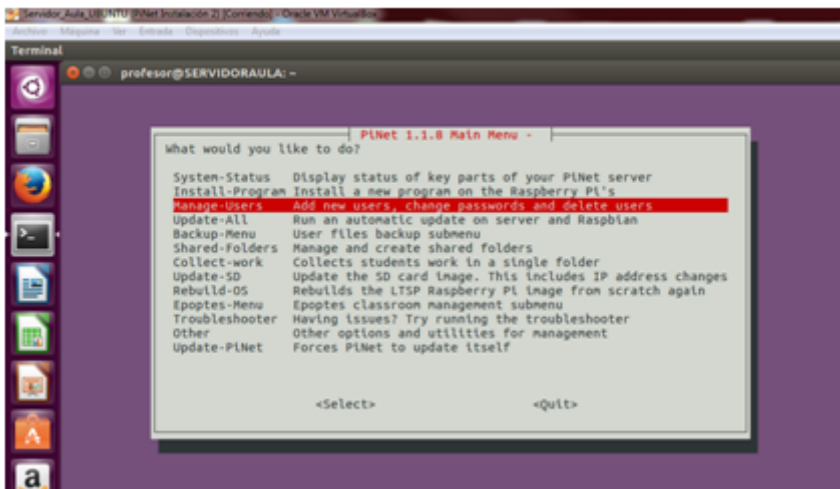 Servidor_Aula_UBUNTU (PiNet Instalación 2) [Corriendo] - Oracle VM VirtualBox
Archivo Máquina Ver Entrada Dispositivos Ayuda
Terminal
profesor@SERVIDORAULA: ~
PiNet 1.1.8 Main Menu -
What would you like to do?
System-Status Display status of key parts of your PiNet server
Install-Program Install a new program on the Raspberry Pi's
Manage-Users Add new users, change passwords and delete users
Update-All Run an automatic update on server and Raspbian
Backup-Menu User files backup submenu
Shared-Folders Manage and create shared folders
Collect-work Collects students work in a single folder
Update-SD Update the SD card image. This includes IP address changes
Rebuild-OS Rebuilds the LTSP Raspberry Pi image from scratch again
Epoptes-Menu Epoptes classroom management submenu
Troubleshooter Having issues? Try running the troubleshooter
Other Other options and utilities for management
Update-PiNet Forces PiNet to update itself
<Select> <Quit>